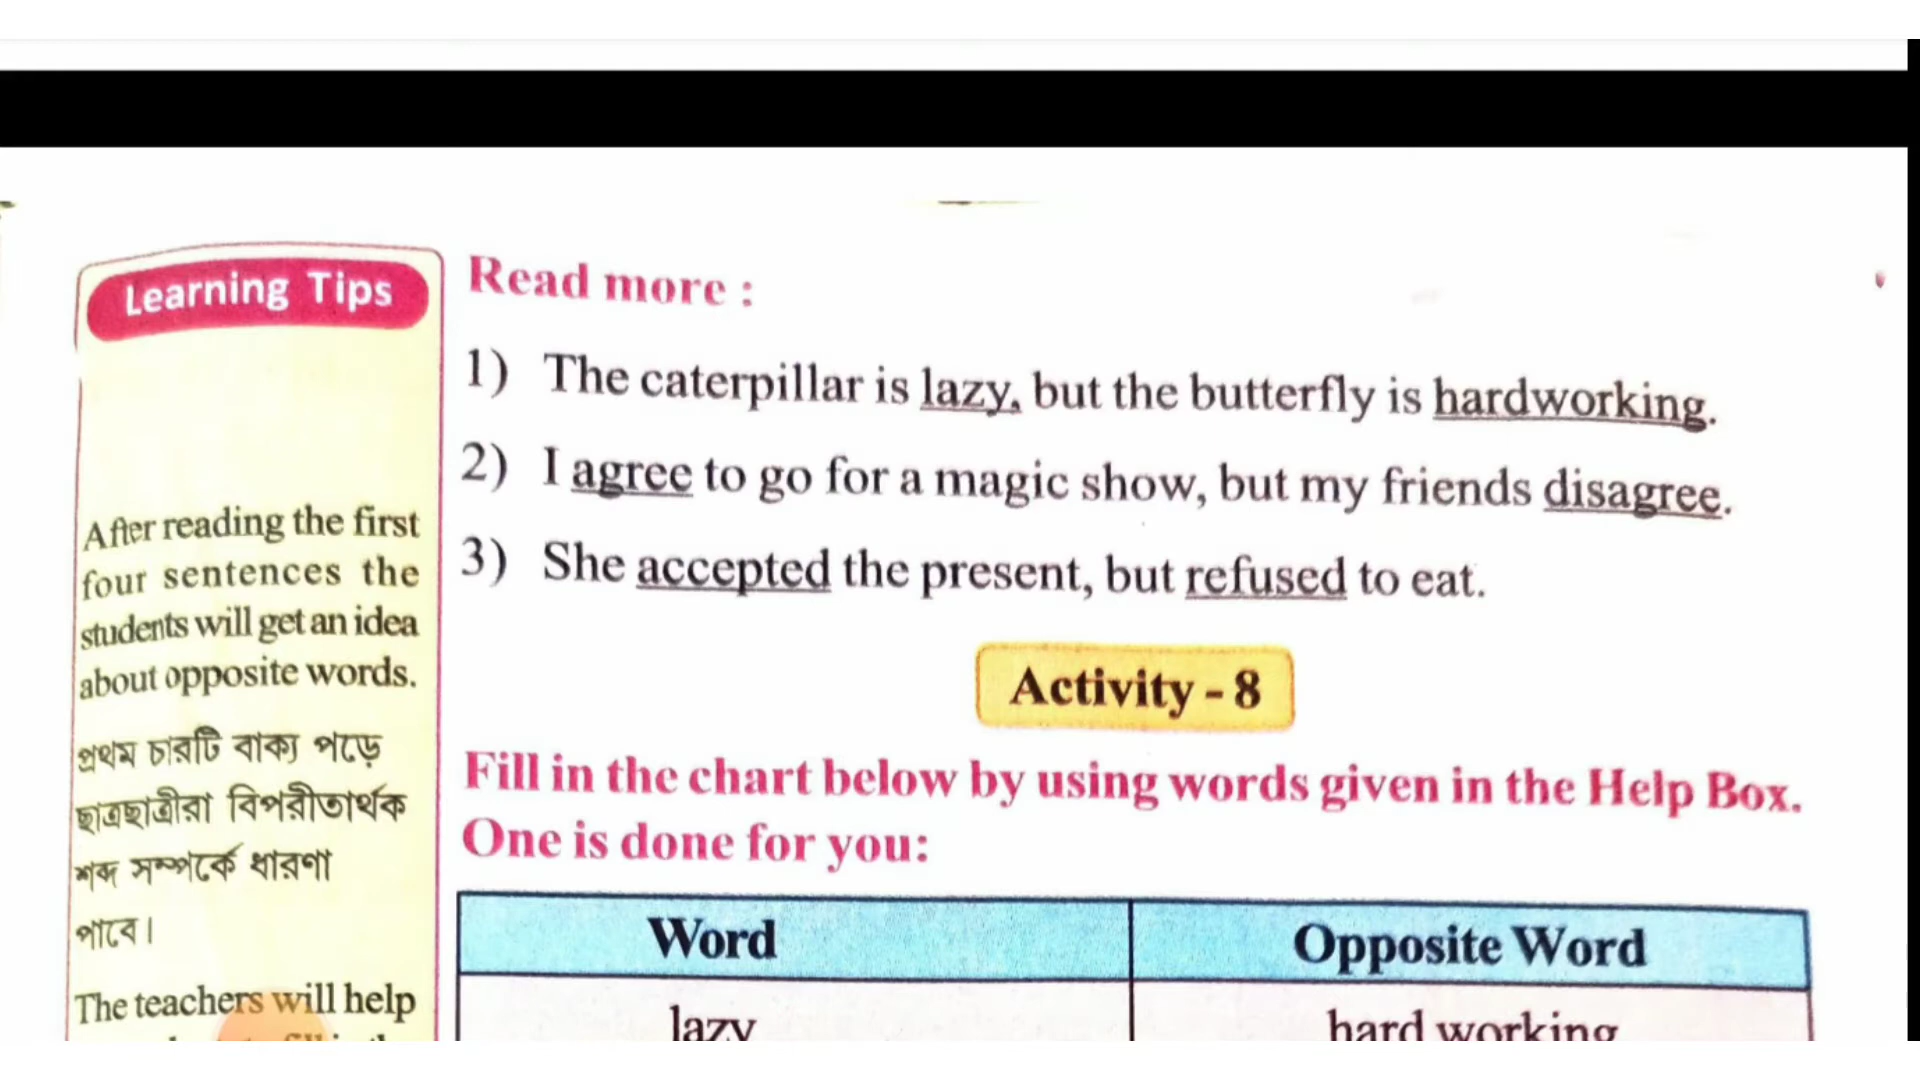 Learning Tips
After reading the first
four sentences the
students will get an idea
about opposite words.
প্রথম চারটি বাক্য পড়ে
ছাত্রছাত্রীরা বিপরীতার্থক
শব্দ সম্পর্কে ধারণা
পাবে।
The teachers will help
Read more :
1) The caterpillar is lazy, but the butterfly is hardworking.
2) I agree to go for a magic show, but my friends disagree.
3) She accepted the present, but refused to eat.
Activity - 8
Fill in the chart below by using words given in the Help Box.
One is done for you:
Word Opposite Word
lazy hard working